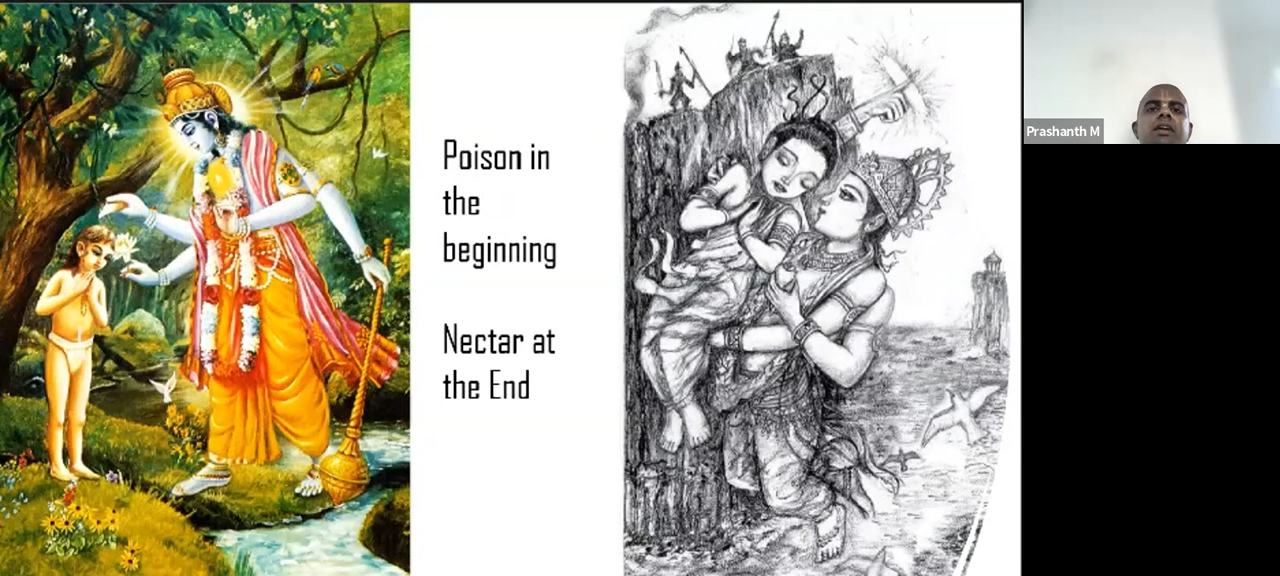 Poison in
the
beginning
Nectar at
the End
Prashanth M